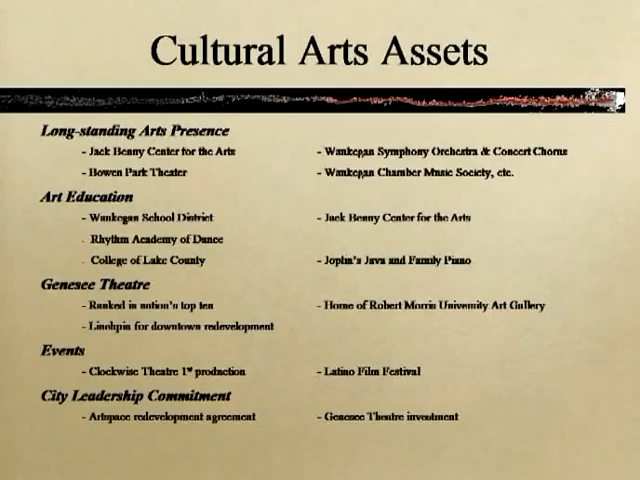 Cultural Arts Assets
Long-standing Arts Presence
- Jack Benny Center for the Arts - Waukegan Symphony Orchestra & Concert Chorus
- Bowen Park Theater - Waukegan Chamber Music Society, etc.
Art Education
- Waukegan School District - Jack Benny Center for the Arts
- Rhythm Academy of Dance
- College of Lake County - Joplin's Java and Family Piano
Genesee Theatre
- Ranked in nation's top ten - Home of Robert Morris University Art Gallery
- Linchpin for downtown redevelopment
Events
- Clockwise Theatre 1st production - Latino Film Festival
City Leadership Commitment
- Artspace redevelopment agreement - Genesee Theatre investment